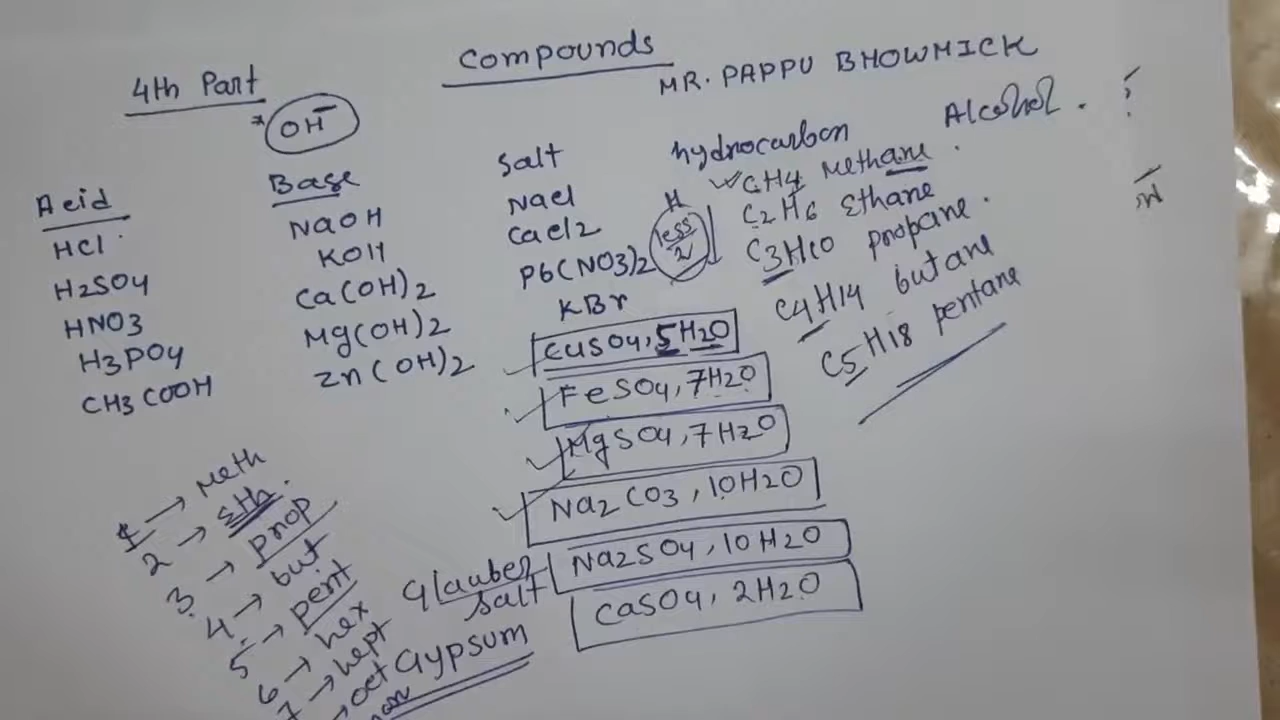 4th Part
Compounds
MR. PAPPU BHOWMICK
* OH⁻
Acid
HCl
H2SO4
HNO3
H3PO4
CH3COOH
Base
NaOH
KOH
Ca(OH)2
Mg(OH)2
Zn(OH)2
Salt
Nacl
Cacl2
Pb(NO3)2
KBr
CuSO4, 5H2O
FeSO4, 7H2O
MgSO4, 7H2O
Na2CO3, 10H2O
Glauber salt Na2SO4, 10H2O
Gypsum CaSO4, 2H2O
hydrocarbon
H
less
2
CH4 Methane
C2H6 Ethane
C3H10 propane
C4H14 butane
C5H18 pentane
Alcohol.
1 → Meth
2 → Eth
3 → prop
4 → but
5 → pent
6 → hex
7 → hept
→ oct